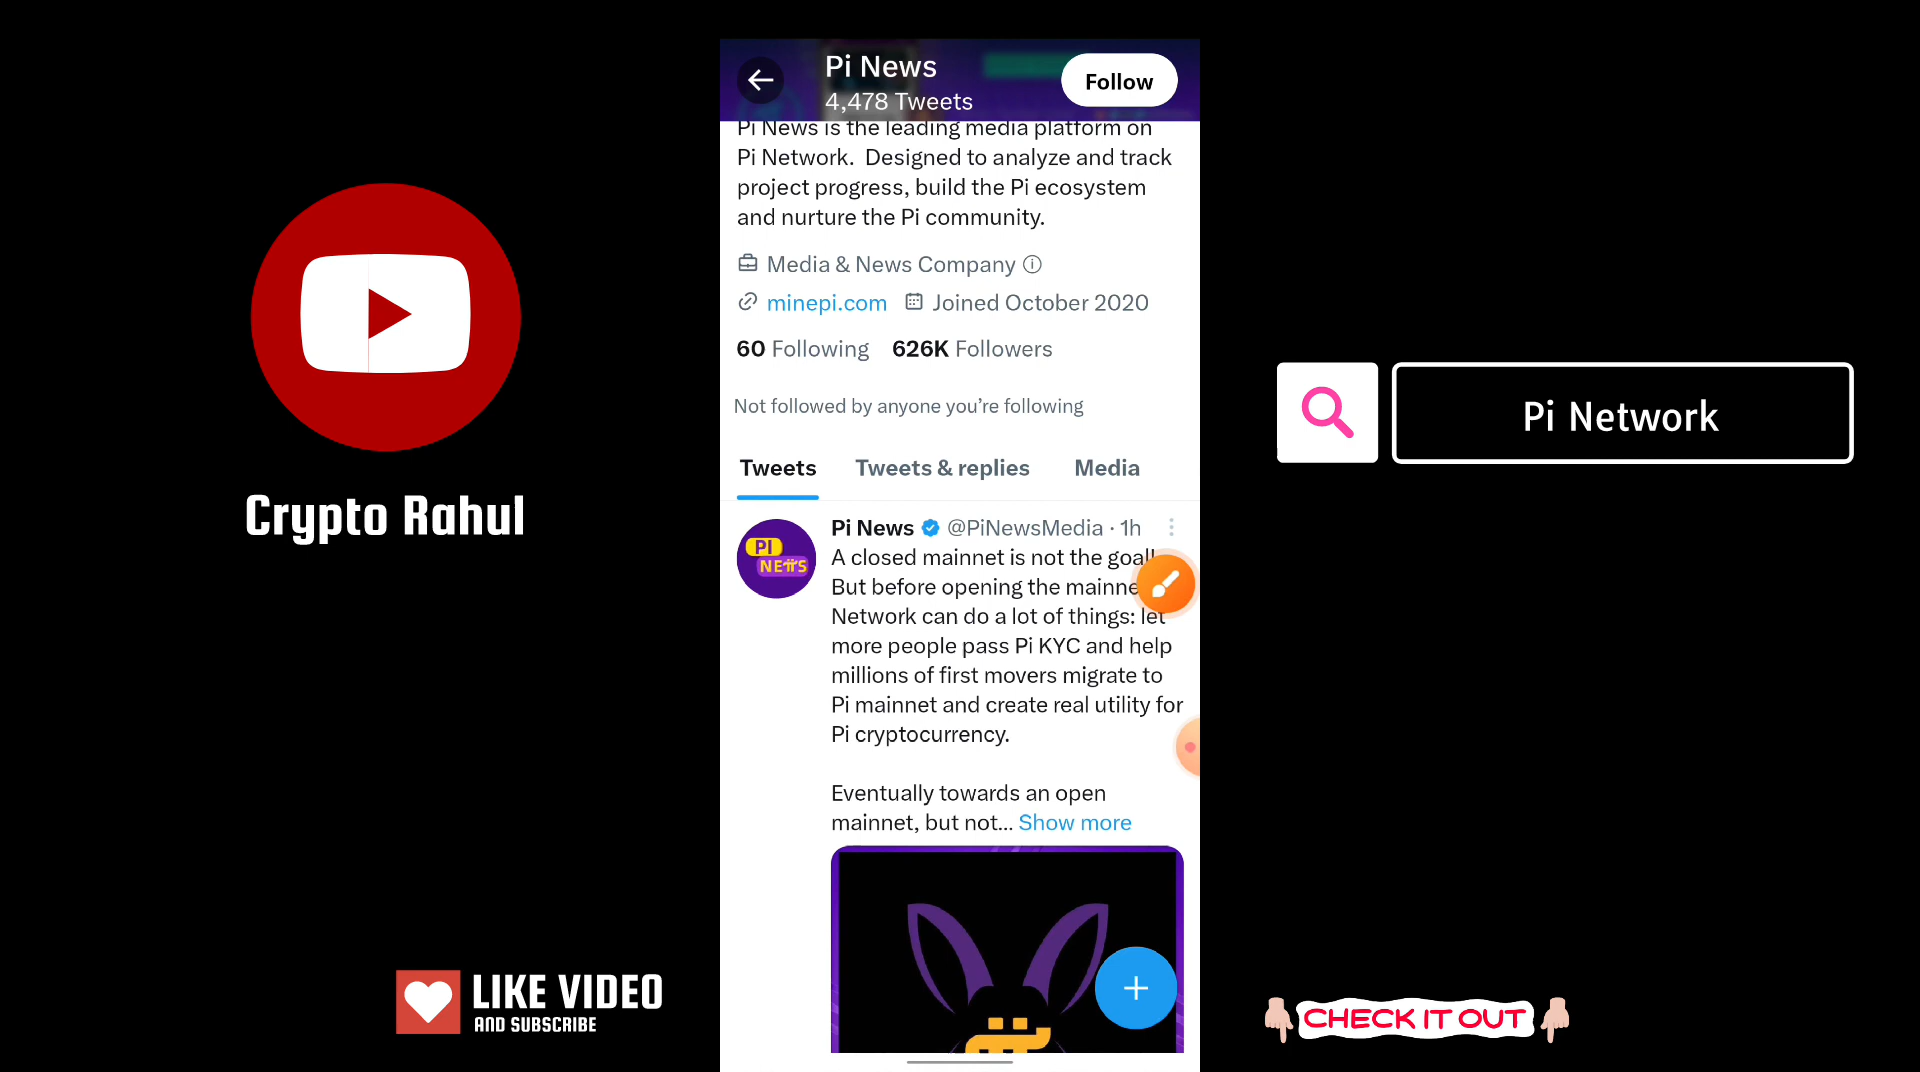 Pi News
4,478 Tweets
Follow
Pi News is the leading media platform on
Pi Network. Designed to analyze and track
project progress, build the Pi ecosystem
and nurture the Pi community.
Media & News Company
minepi.com Joined October 2020
60 Following 626K Followers
Not followed by anyone you're following
Tweets Tweets & replies Media
Pi News @PiNewsMedia · 1h
PI
NEWS
A closed mainnet is not the goal
But before opening the mainne
Network can do a lot of things: let
more people pass Pi KYC and help
millions of first movers migrate to
Pi mainnet and create real utility for
Pi cryptocurrency.
Eventually towards an open
mainnet, but not... Show more
Crypto Rahul
LIKE VIDEO
AND SUBSCRIBE
Pi Network
CHECK IT OUT